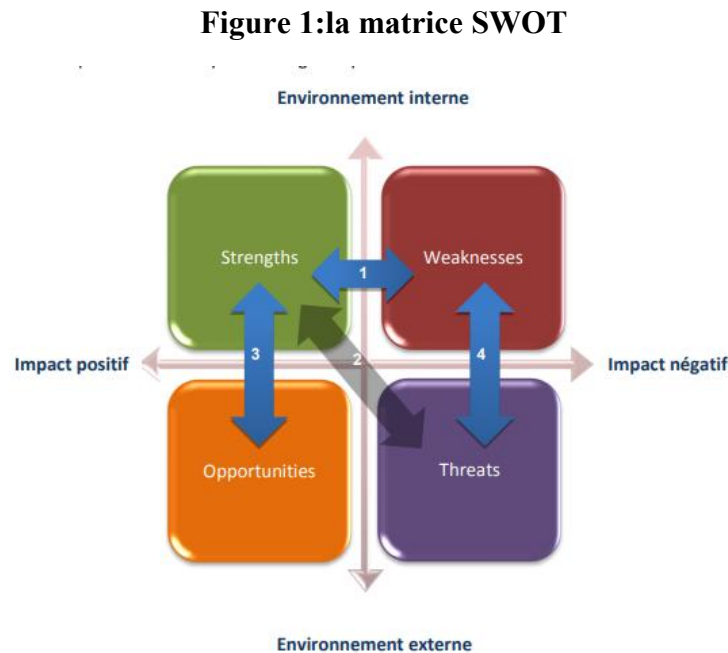 Figure 1:la matrice SWOT
Environnement interne
Strengths
Weaknesses
1
3
2
4
Impact positif
Impact négatif
Opportunities
Threats
Environnement externe